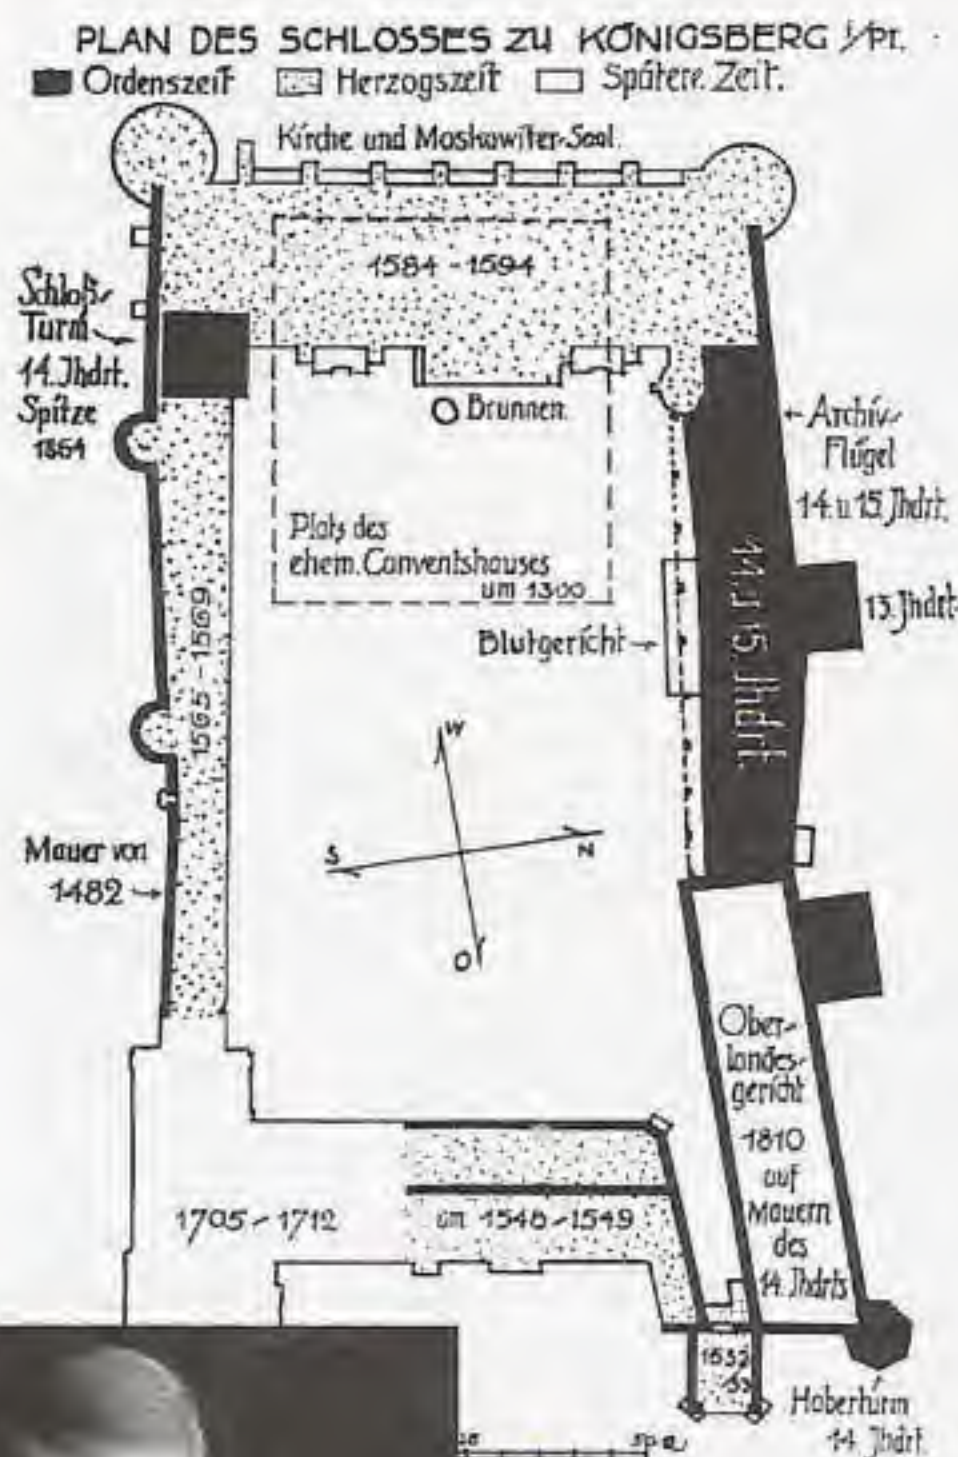 PLAN DES SCHLOSSES ZU KÖNIGSBERG i/Pr.
Ordenszeit Herzogszeit Spätere Zeit.
Kirche und Moskowiter-Saal.
1584-1594
Schloß-
Turm
14. Jhdrt.
Spitze
1864
Brunnen.
Archiv-
Flügel
14. u. 15. Jhdrt.
Platz des
ehem. Conventshauses
um 1300
13. Jhdrt.
Blutgericht
14. u. 15. Jhdrt.
1565-1569
W
S
N
O
Mauer von
1482
Ober-
landes-
gericht
1810
auf
Mauern
des
14. Jhdrts
1705-1712
um 1548-1549
1532
Haberturm
14. Jhdrt.